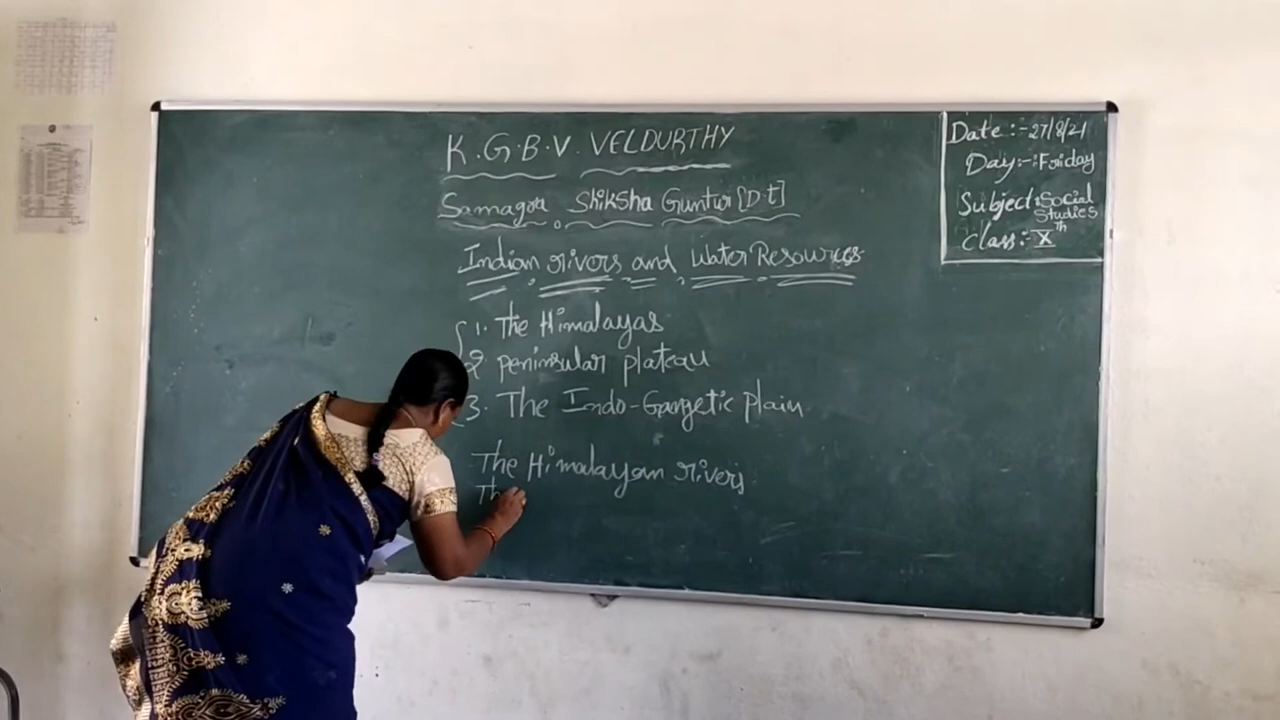 K.G.B.V. VELDURTHY
Samagra Shiksha Guntur [D.t]
Indian rivers and Water Resources
1. The Himalayas
2 peninsular plateau
3. The Indo-Gangetic plain
The Himalayan rivers
Th
Date:- 27/8/21
Day:- Friday
Subject: Social Studies
Class:- Xth